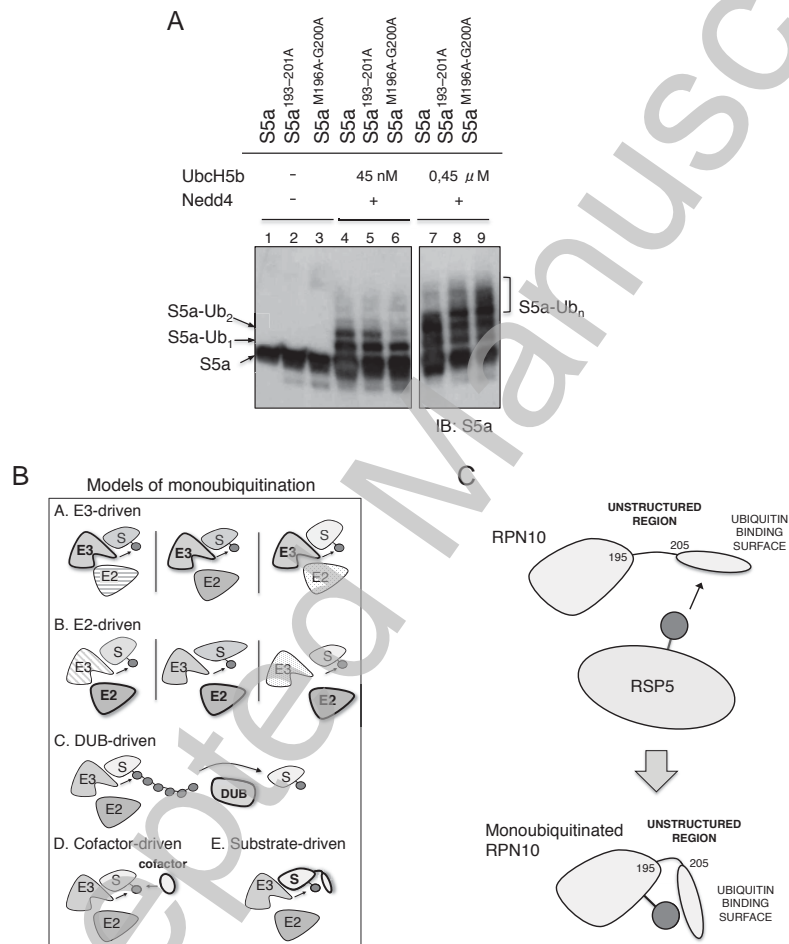 A
S5a
S5a193–201A
S5aM196A-G200A
S5a
S5a193–201A
S5aM196A-G200A
S5a
S5a193–201A
S5aM196A-G200A
UbcH5b - 45 nM 0,45 μM
Nedd4 - + +
1 2 3 4 5 6 7 8 9
S5a-Ub2
S5a-Ub1
S5a
S5a-Ubn
IB: S5a
B
Models of monoubiquitination
A. E3-driven
E3 S E2
E3 S E2
E3 S E2
B. E2-driven
E3 S E2
E3 S E2
E3 S E2
C. DUB-driven
E3 S E2 DUB S
D. Cofactor-driven
cofactor
E3 S E2
E. Substrate-driven
E3 S E2
C
RPN10
UNSTRUCTURED
REGION
UBIQUITIN
BINDING
SURFACE
195 205
RSP5
Monoubiquitinated
RPN10
UNSTRUCTURED
REGION
195 205
UBIQUITIN
BINDING
SURFACE
epted Manusc